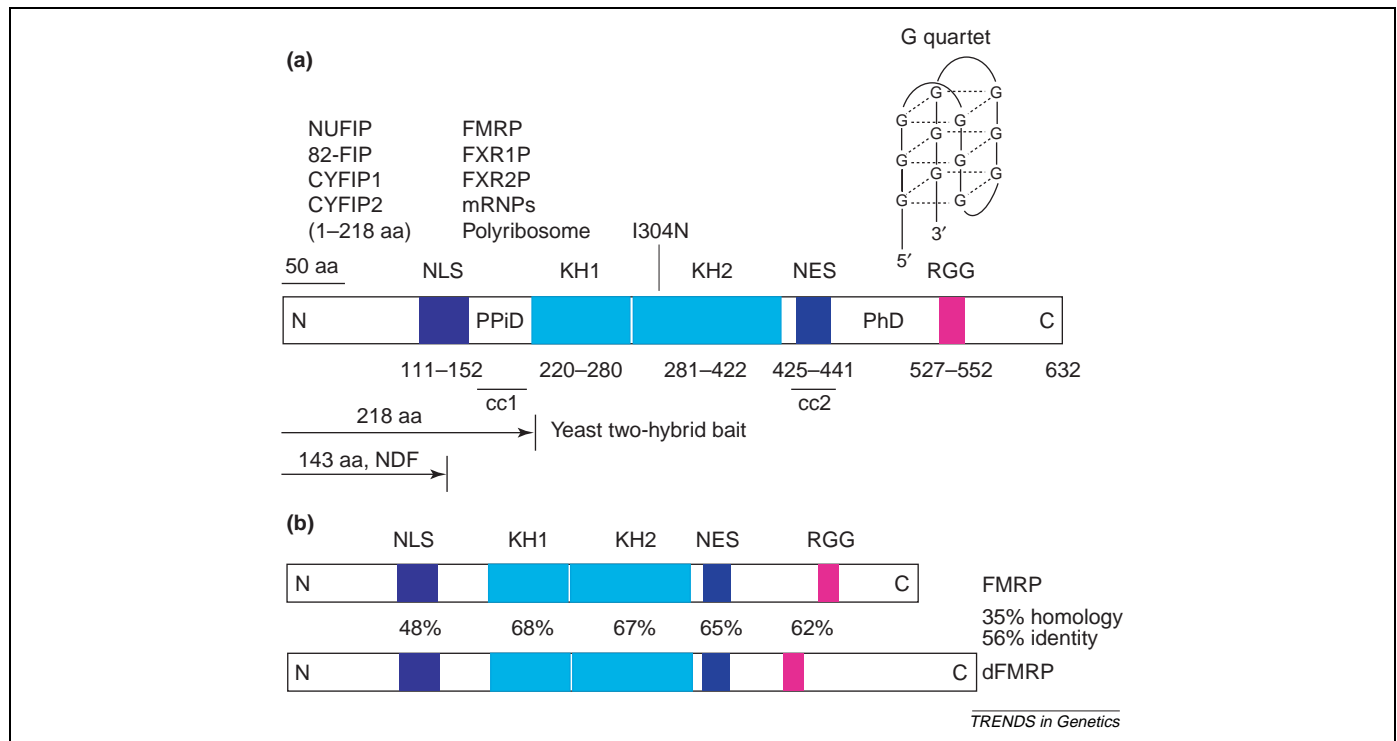 (a)
G quartet
NUFIP FMRP
82-FIP FXR1P
CYFIP1 FXR2P
CYFIP2 mRNPs
(1–218 aa) Polyribosome I304N
G G
G G
G G
G G
G G
G G
3′
5′
50 aa NLS KH1 KH2 NES RGG
N PPiD PhD C
111–152 220–280 281–422 425–441 527–552 632
cc1 cc2
218 aa Yeast two-hybrid bait
143 aa, NDF
(b)
NLS KH1 KH2 NES RGG
N C FMRP
48% 68% 67% 65% 62% 35% homology
56% identity
N C dFMRP
TRENDS in Genetics